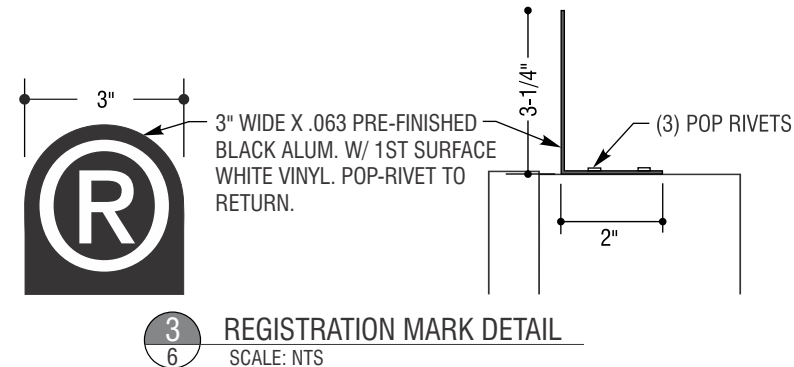 3"
®
3" WIDE X .063 PRE-FINISHED
BLACK ALUM. W/ 1ST SURFACE
WHITE VINYL. POP-RIVET TO
RETURN.
3-1/4"
(3) POP RIVETS
2"
3
6
REGISTRATION MARK DETAIL
SCALE: NTS